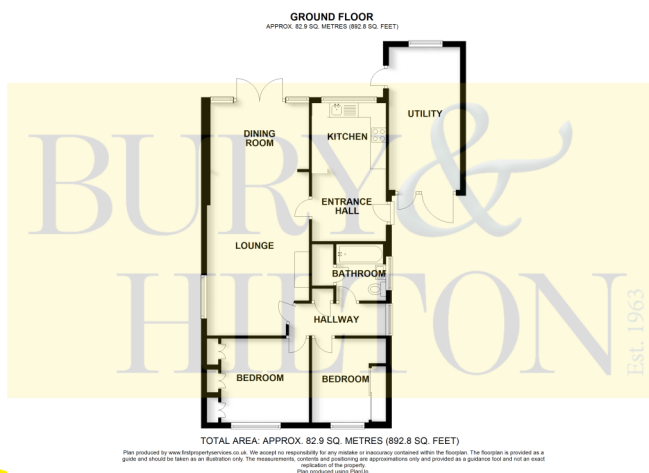 GROUND FLOOR
APPROX. 82.9 SQ. METRES (892.8 SQ. FEET)
UTILITY
DINING
ROOM
KITCHEN
ENTRANCE
HALL
LOUNGE
BATHROOM
HALLWAY
BEDROOM
BEDROOM
BURY &
HILTON
Est. 1963
TOTAL AREA: APPROX. 82.9 SQ. METRES (892.8 SQ. FEET)
Plan produced by www.firstpropertyservices.co.uk. We accept no responsibility for any mistake or inaccuracy contained within the floorplan. The floorplan is provided as a
guide and should be taken as an illustration only. The measurements, contents and positioning are approximations only and provided as a guidance tool and not an exact
replication of the property.
Plan produced using PlanUp.